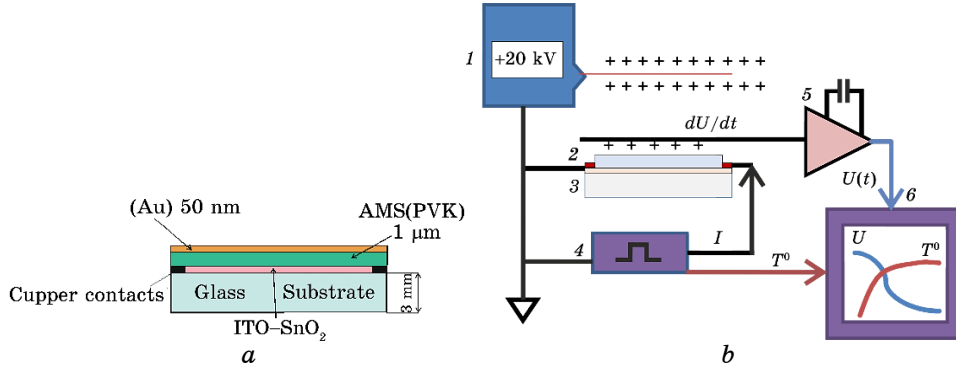 (Au) 50 nm
AMS(PVK)
1 μm
Cupper contacts
Glass
Substrate
3 mm
ITO–SnO₂
a
1
+20 kV
+ + + + + + + + + +
+ + + + + + + + + +
5
dU/dt
+ + + + +
2
3
U(t)
6
4
I
T⁰
U
T⁰
b